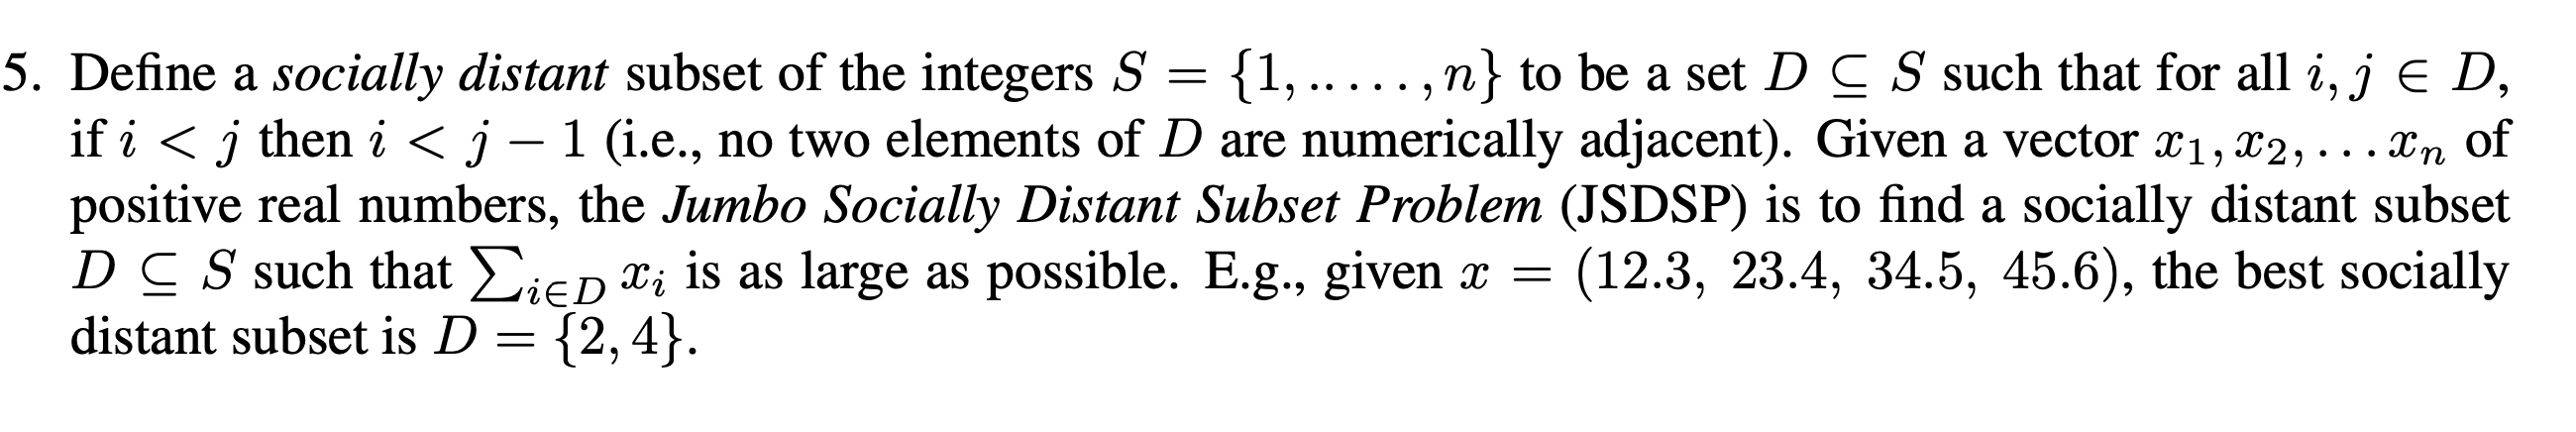 5. Define a socially distant subset of the integers S = {1, .. . . . , n} to be a set D ⊆ S such that for all i, j ∈ D,
if i < j then i < j − 1 (i.e., no two elements of D are numerically adjacent). Given a vector x₁, x₂, . . . xₙ of
positive real numbers, the Jumbo Socially Distant Subset Problem (JSDSP) is to find a socially distant subset
D ⊆ S such that ∑_{i∈D} x_i is as large as possible. E.g., given x = (12.3, 23.4, 34.5, 45.6), the best socially
distant subset is D = {2, 4}.